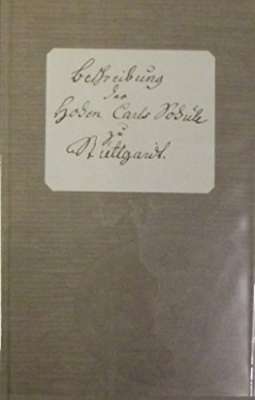 Beschreibung
der
Hohen Carls Schule
zu
Stuttgardt.